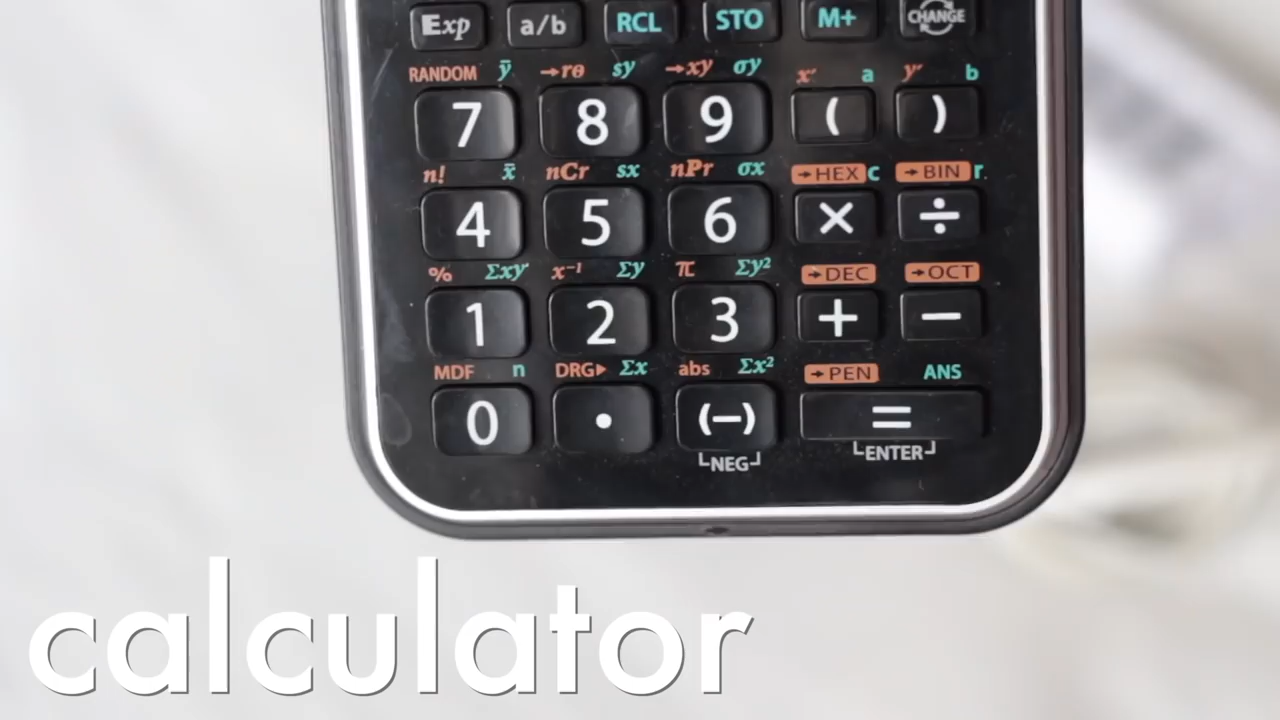 Exp a/b RCL STO M+ CHANGE
RANDOM ȳ →rθ sy →xy σy x' a y' b
7 8 9 ( )
n! x̄ nCr sx nPr σx →HEX c →BIN r
4 5 6 × ÷
% Σxy x⁻¹ Σy π Σy² →DEC →OCT
1 2 3 + −
MDF n DRG▶ Σx abs Σx² →PEN ANS
0 • (−) =
NEG ENTER
calculator